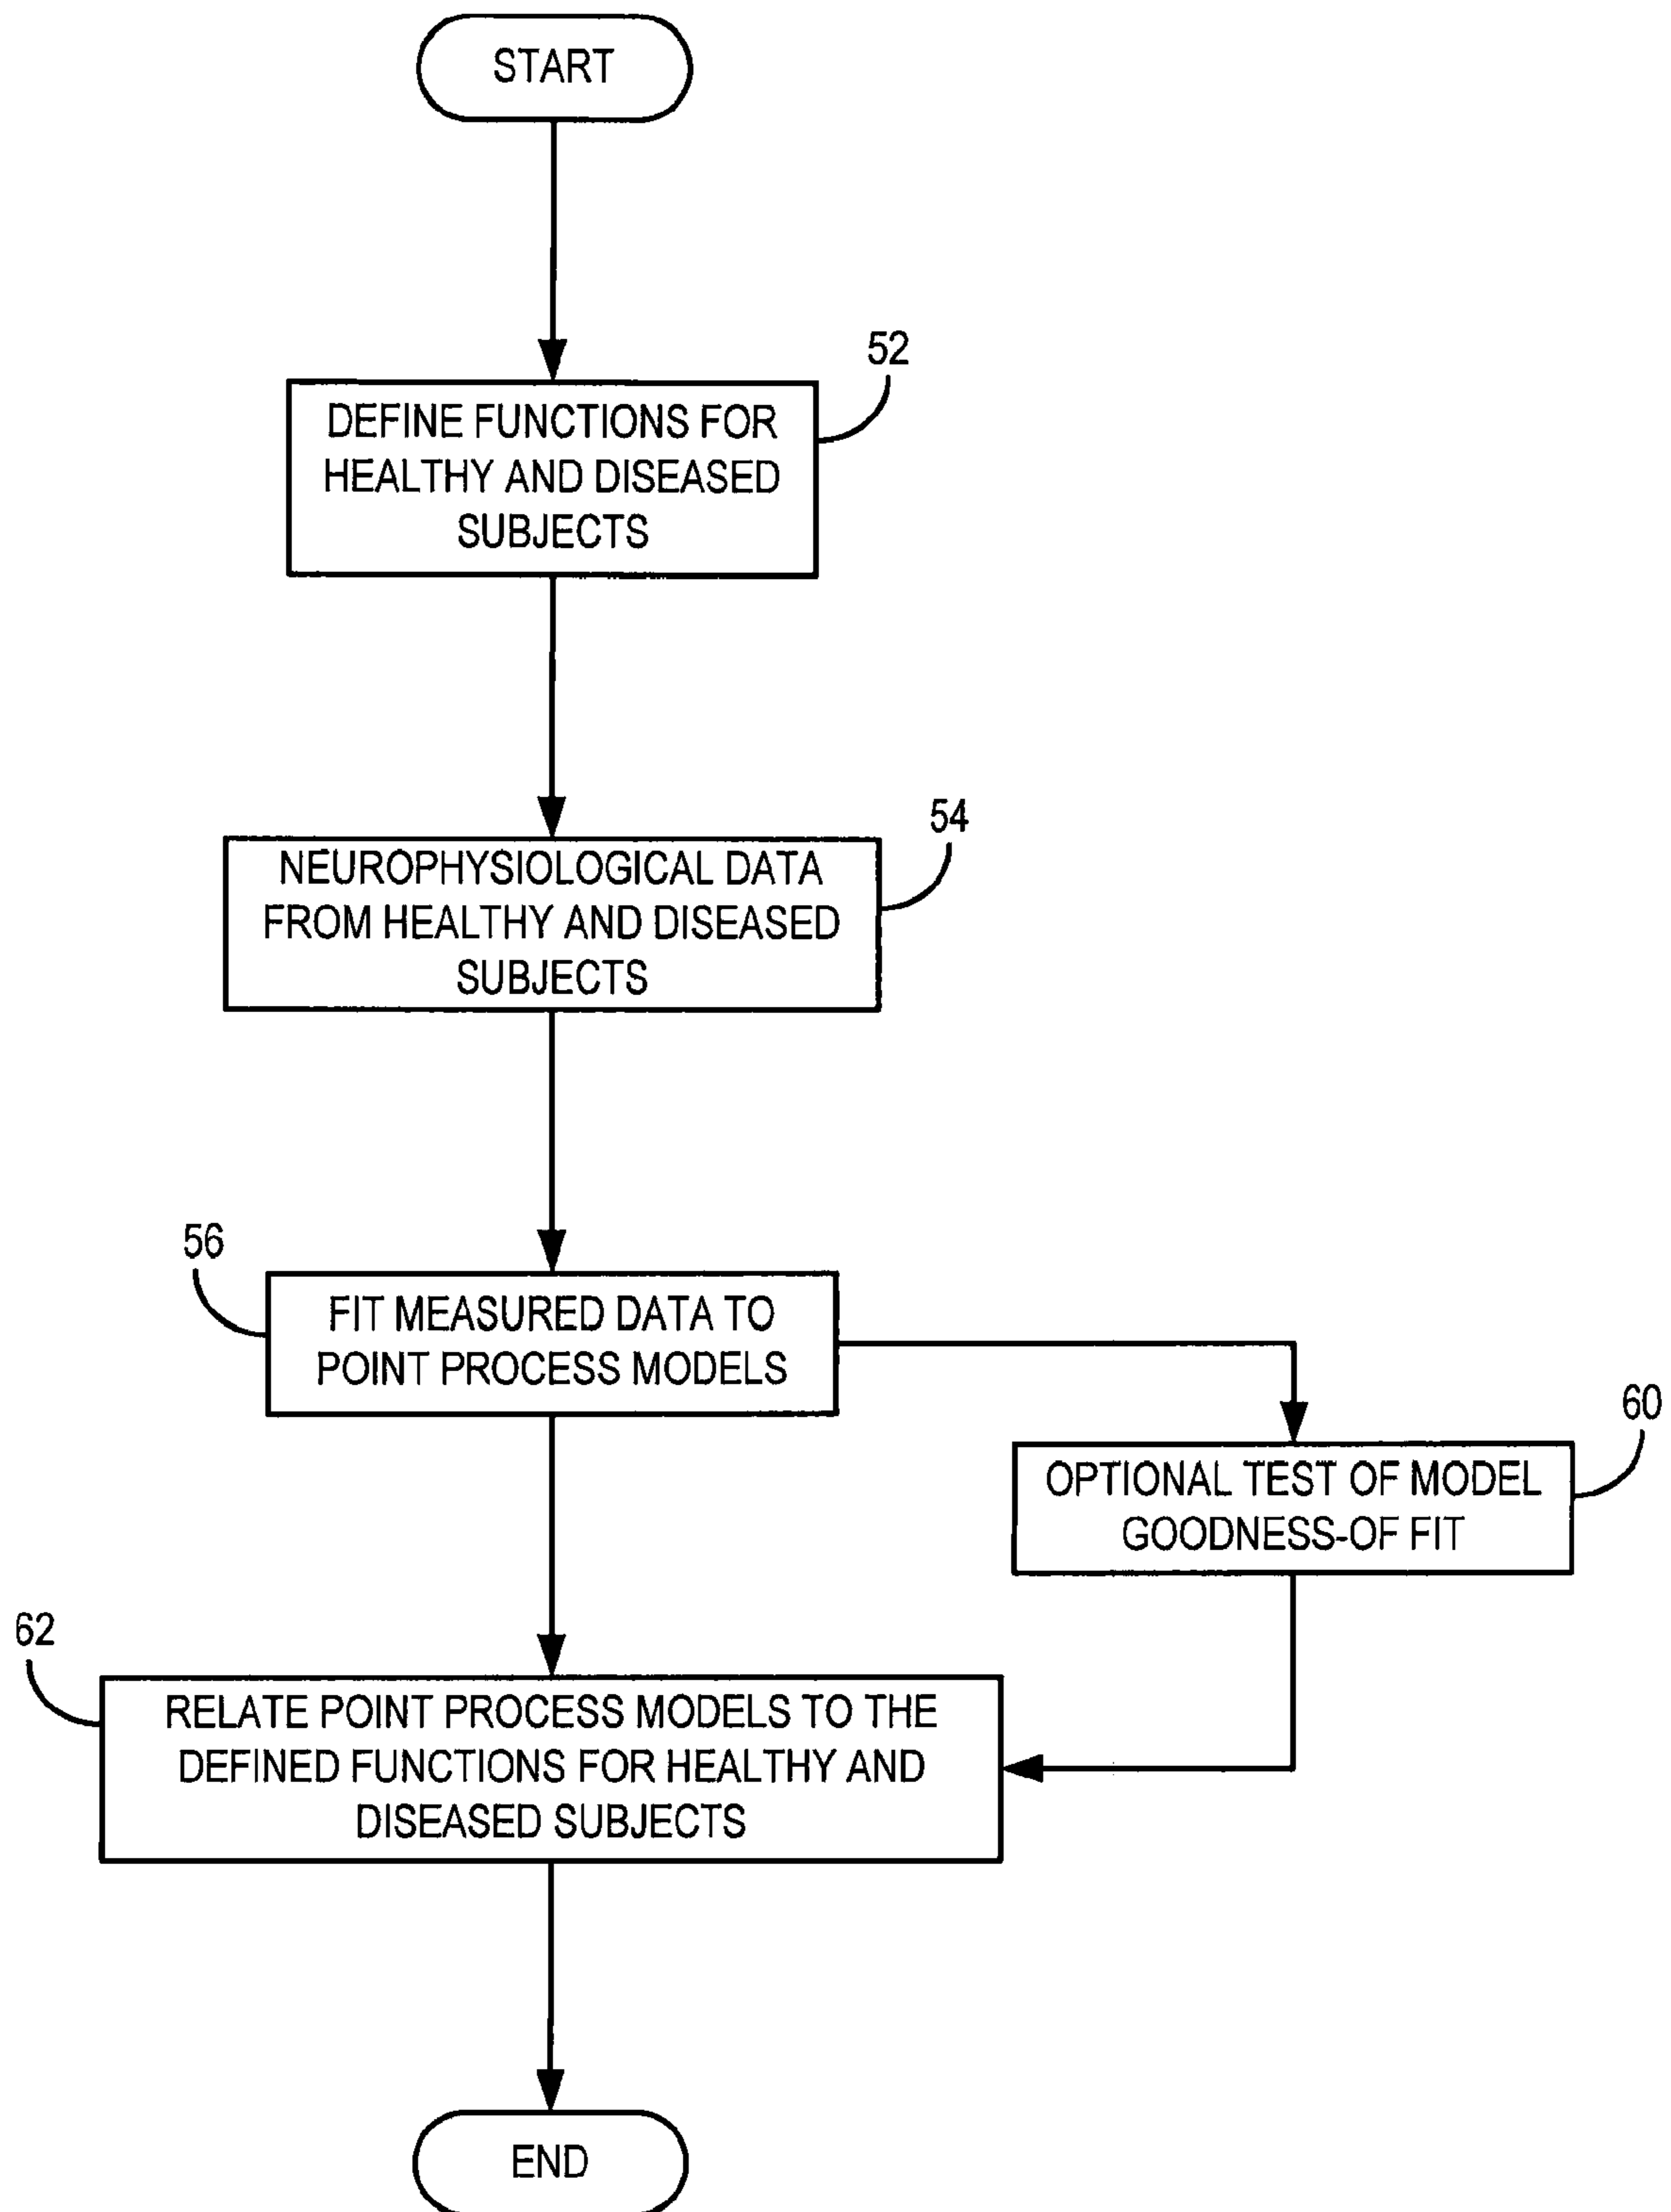 START
52
DEFINE FUNCTIONS FOR
HEALTHY AND DISEASED
SUBJECTS
54
NEUROPHYSIOLOGICAL DATA
FROM HEALTHY AND DISEASED
SUBJECTS
56
FIT MEASURED DATA TO
POINT PROCESS MODELS
60
OPTIONAL TEST OF MODEL
GOODNESS-OF FIT
62
RELATE POINT PROCESS MODELS TO THE
DEFINED FUNCTIONS FOR HEALTHY AND
DISEASED SUBJECTS
END